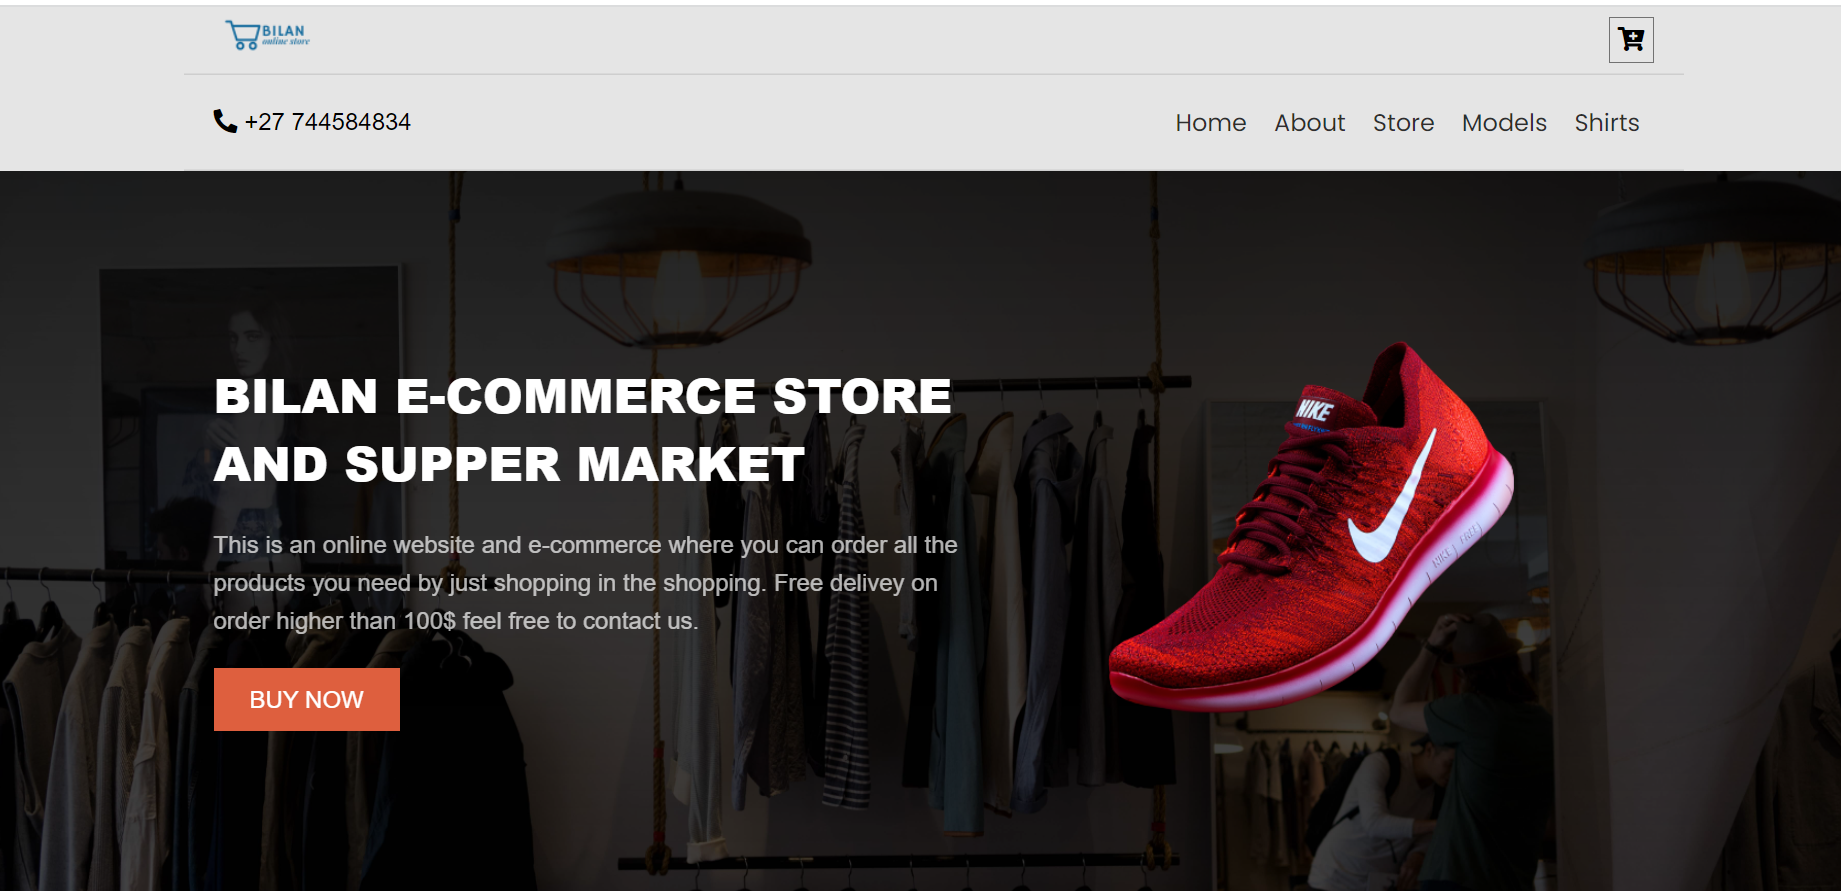 BILAN
online store
+27 744584834
Home About Store Models Shirts
BILAN E-COMMERCE STORE
AND SUPPER MARKET
This is an online website and e-commerce where you can order all the
products you need by just shopping in the shopping. Free delivey on
order higher than 100$ feel free to contact us.
BUY NOW
NIKE
NIKE FREE